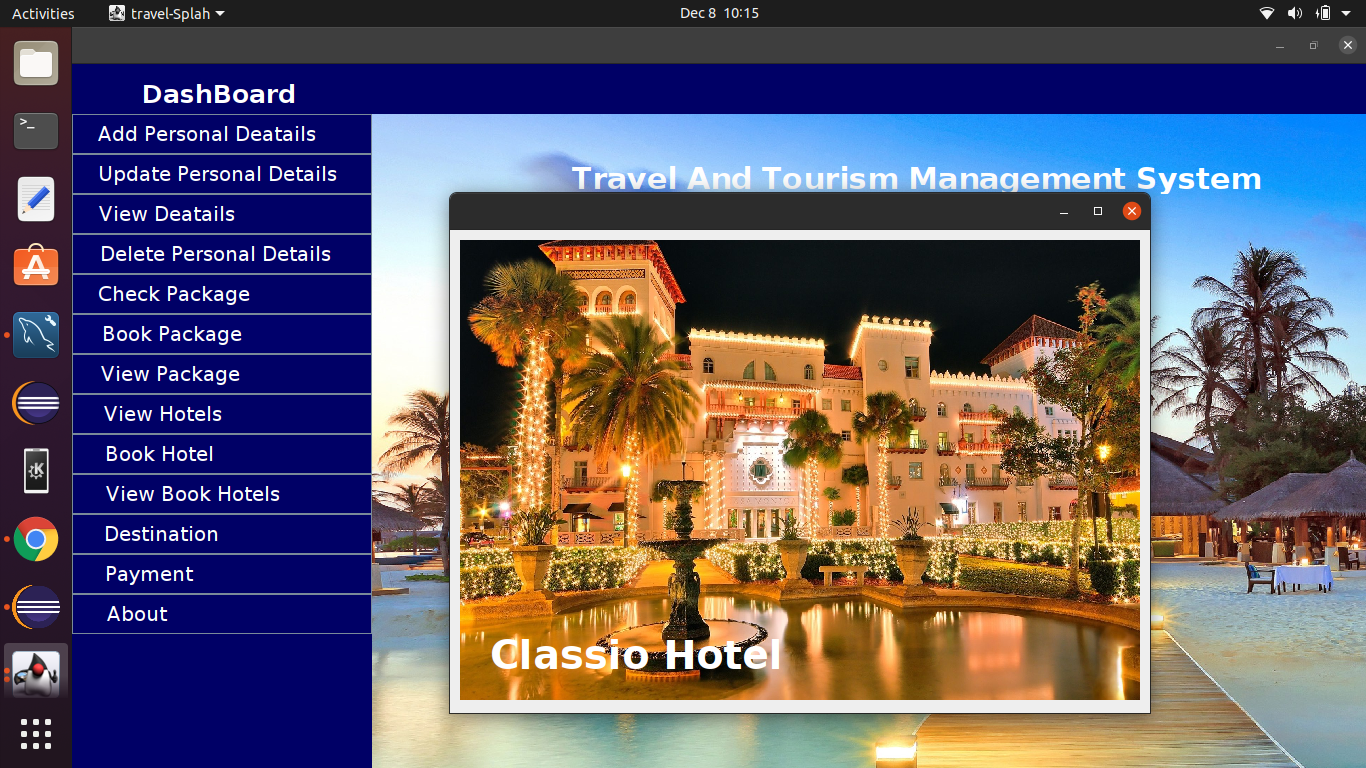 Activities
travel-Splah
Dec 8 10:15
DashBoard
Add Personal Deatails
Update Personal Details
View Deatails
Delete Personal Details
Check Package
Book Package
View Package
View Hotels
Book Hotel
View Book Hotels
Destination
Payment
About
Travel And Tourism Management System
Classio Hotel